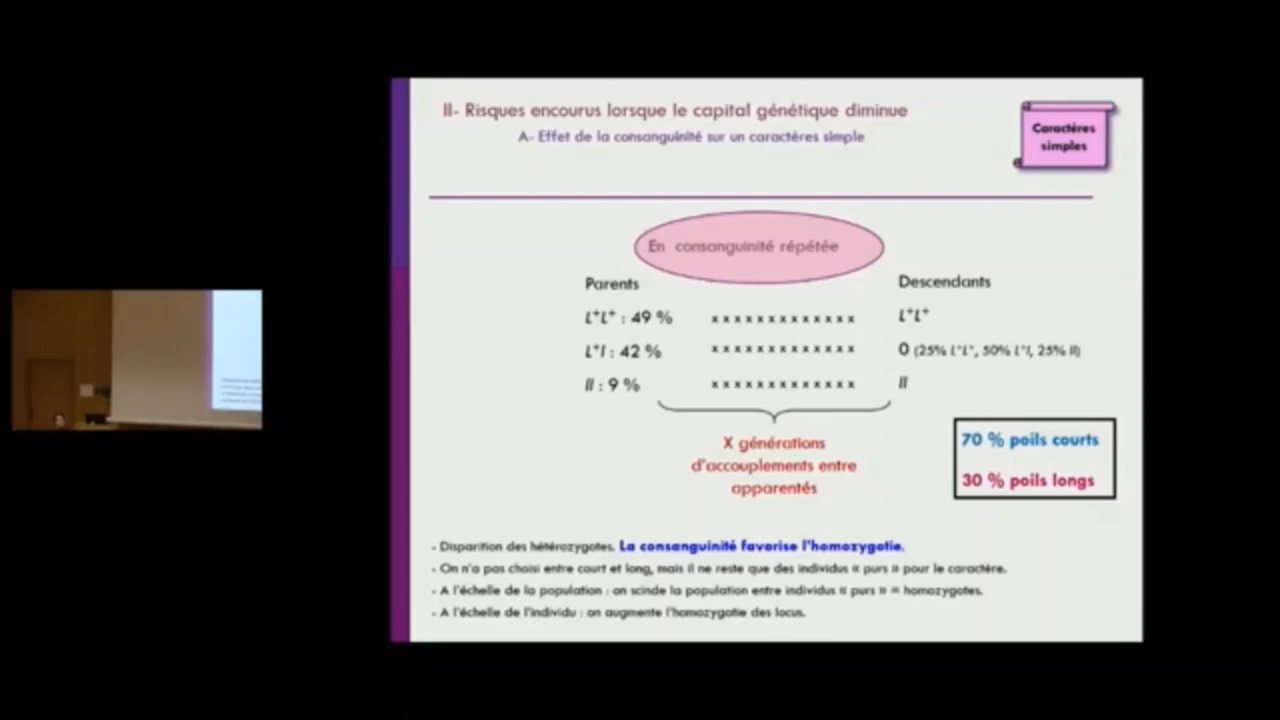 II- Risques encourus lorsque le capital génétique diminue
A- Effet de la consanguinité sur un caractères simple
Caractères
simples
En consanguinité répétée
Parents
Descendants
L⁺L⁺ : 49 % x x x x x x x x x x x x x L⁺L⁺
L⁺l : 42 % x x x x x x x x x x x x x 0 (25% L⁺L⁺, 50% L⁺l, 25% ll)
ll : 9 % x x x x x x x x x x x x x ll
X générations
d'accouplements entre
apparentés
70 % poils courts
30 % poils longs
- Disparition des hétérozygotes. La consanguinité favorise l'homozygotie.
- On n'a pas choisi entre court et long, mais il ne reste que des individus « purs » pour le caractère.
- A l'échelle de la population : on scinde la population entre individus « purs » = homozygotes.
- A l'échelle de l'individu : on augmente l'homozygotie des locus.